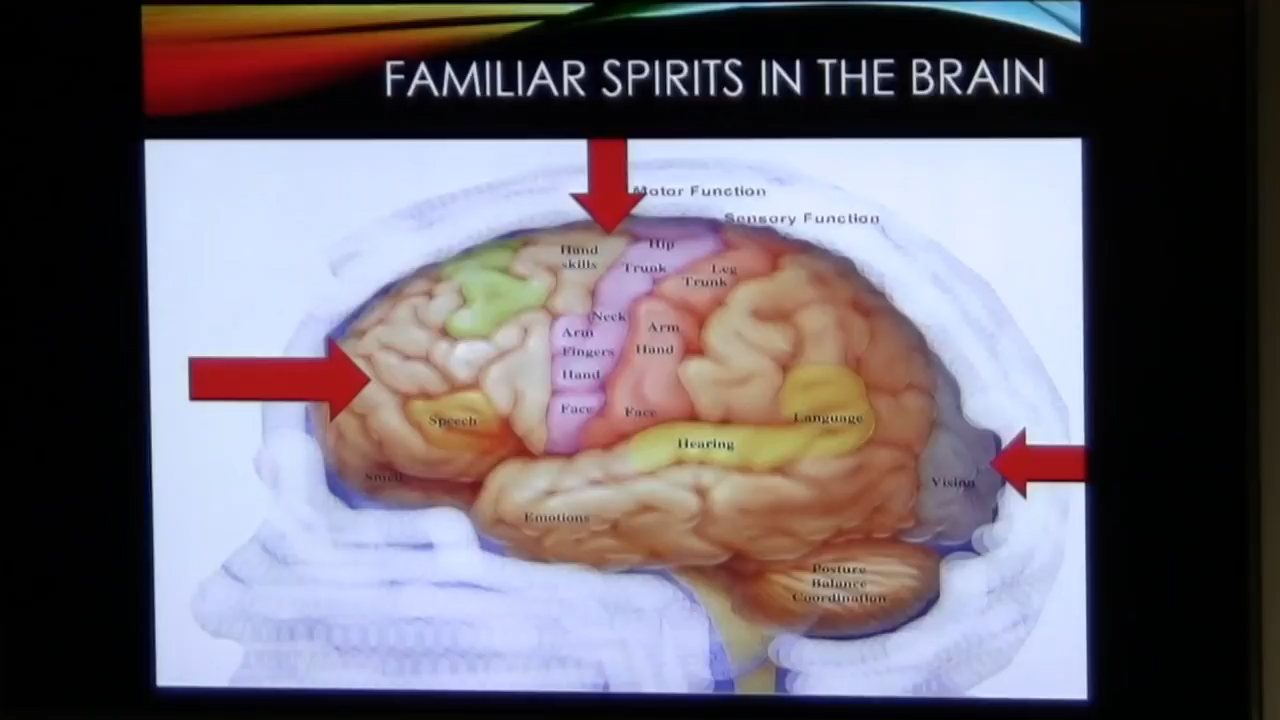 FAMILIAR SPIRITS IN THE BRAIN
Motor Function
Sensory Function
Hand
skills
Hip
Trunk
Leg
Trunk
Neck
Arm
Fingers
Hand
Face
Arm
Hand
Face
Speech
Language
Hearing
Smell
Vision
Emotions
Posture
Balance
Coordination